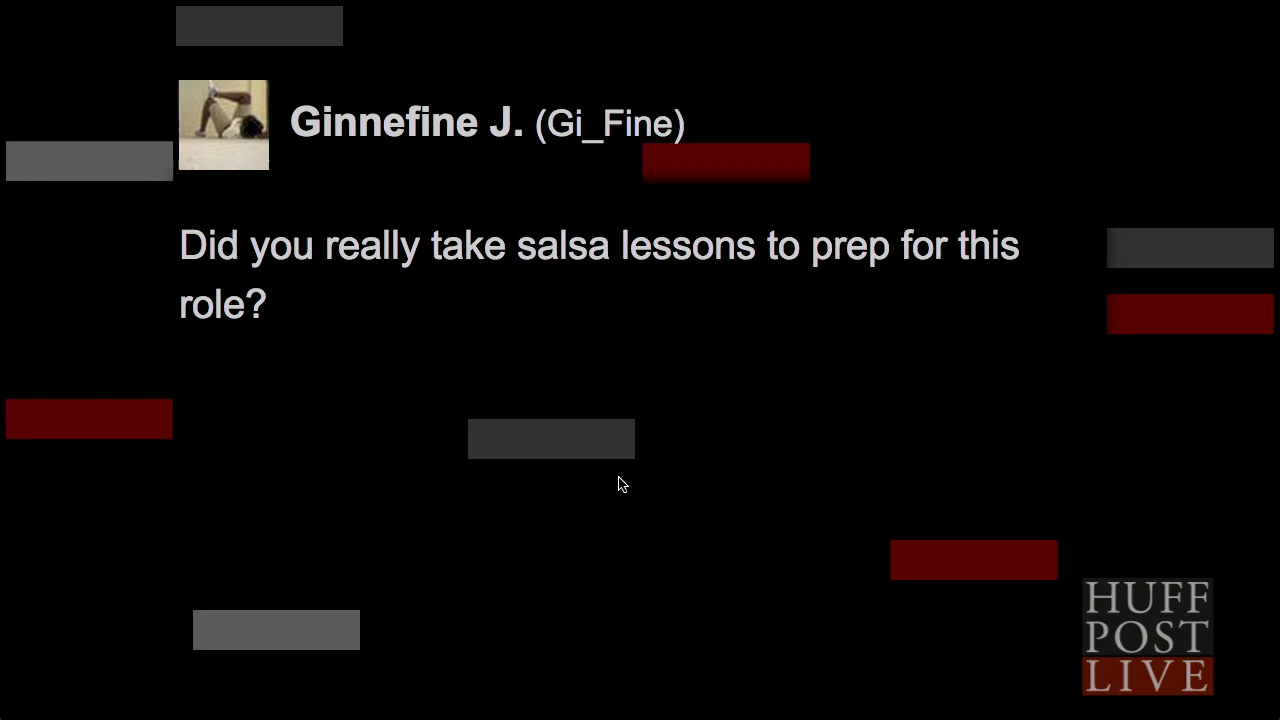 Ginnefine J. (Gi_Fine)
Did you really take salsa lessons to prep for this
role?
HUFF
POST
LIVE